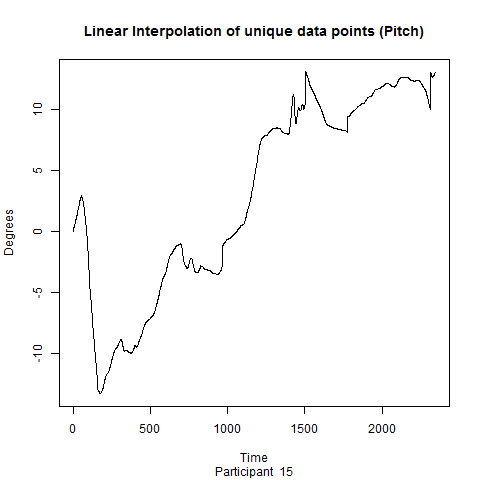 Linear Interpolation of unique data points (Pitch)
Degrees
10
5
0
-5
-10
0 500 1000 1500 2000
Time
Participant 15